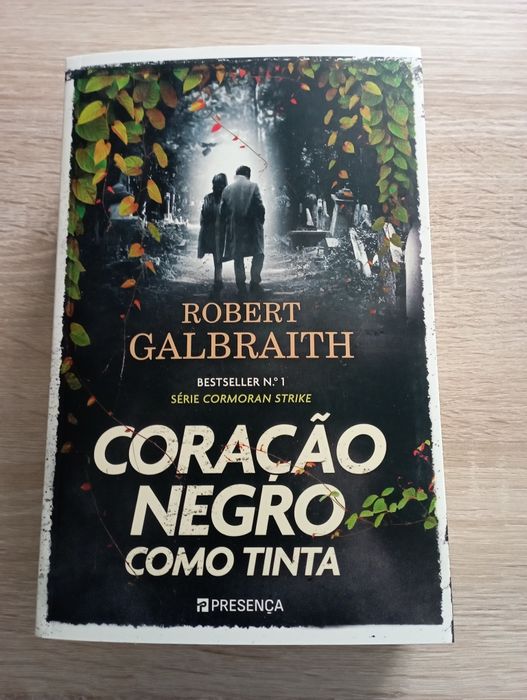 ROBERT
GALBRAITH
BESTSELLER N.º 1
SÉRIE CORMORAN STRIKE
CORAÇÃO
NEGRO
COMO TINTA
PRESENÇA